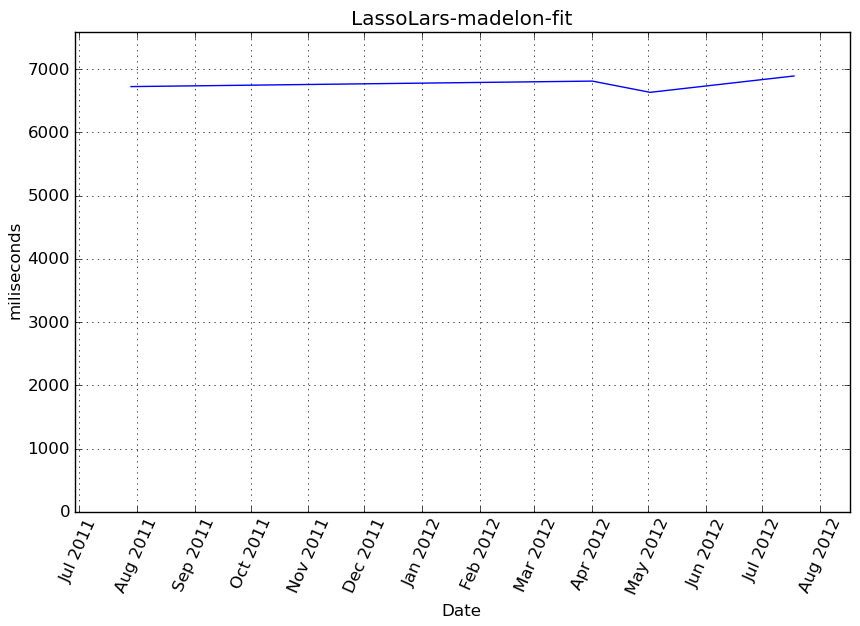 LassoLars-madelon-fit
7000
6000
5000
4000
3000
2000
1000
0
miliseconds
Jul 2011
Aug 2011
Sep 2011
Oct 2011
Nov 2011
Dec 2011
Jan 2012
Feb 2012
Mar 2012
Apr 2012
May 2012
Jun 2012
Jul 2012
Aug 2012
Date